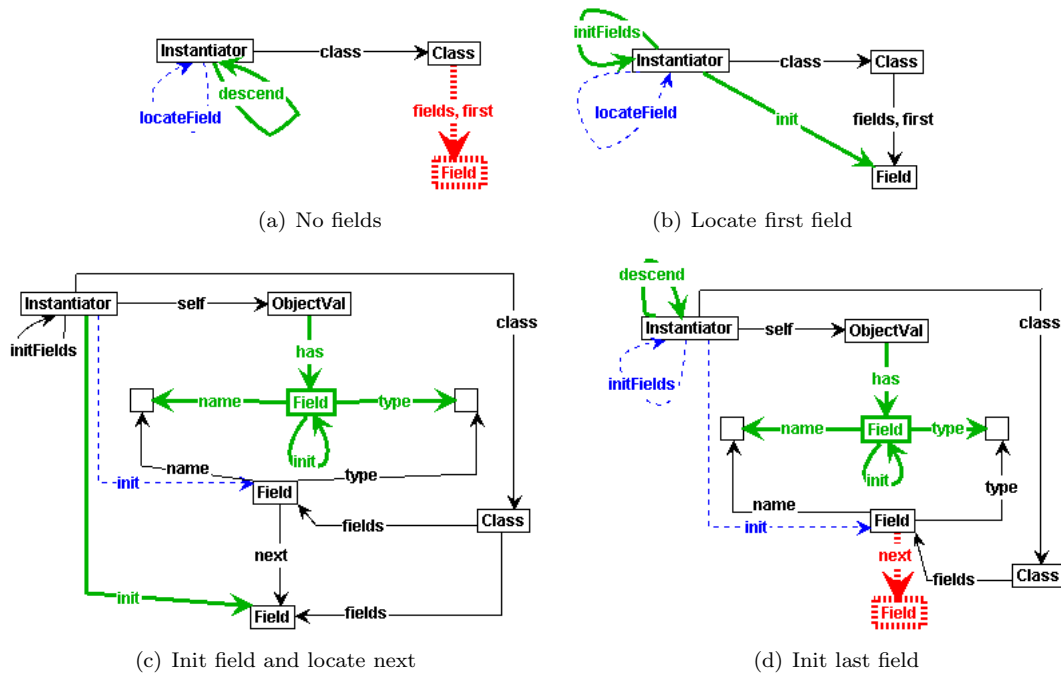 Instantiator
class
Class
descend
locateField
fields, first
Field
(a) No fields
initFields
Instantiator
class
Class
locateField
init
fields, first
Field
(b) Locate first field
Instantiator
self
ObjectVal
class
initFields
has
name
Field
type
init
name
type
init
Field
fields
Class
next
init
Field
fields
(c) Init field and locate next
descend
Instantiator
self
ObjectVal
class
has
initFields
name
Field
type
init
type
name
init
Field
next
fields
Class
Field
(d) Init last field